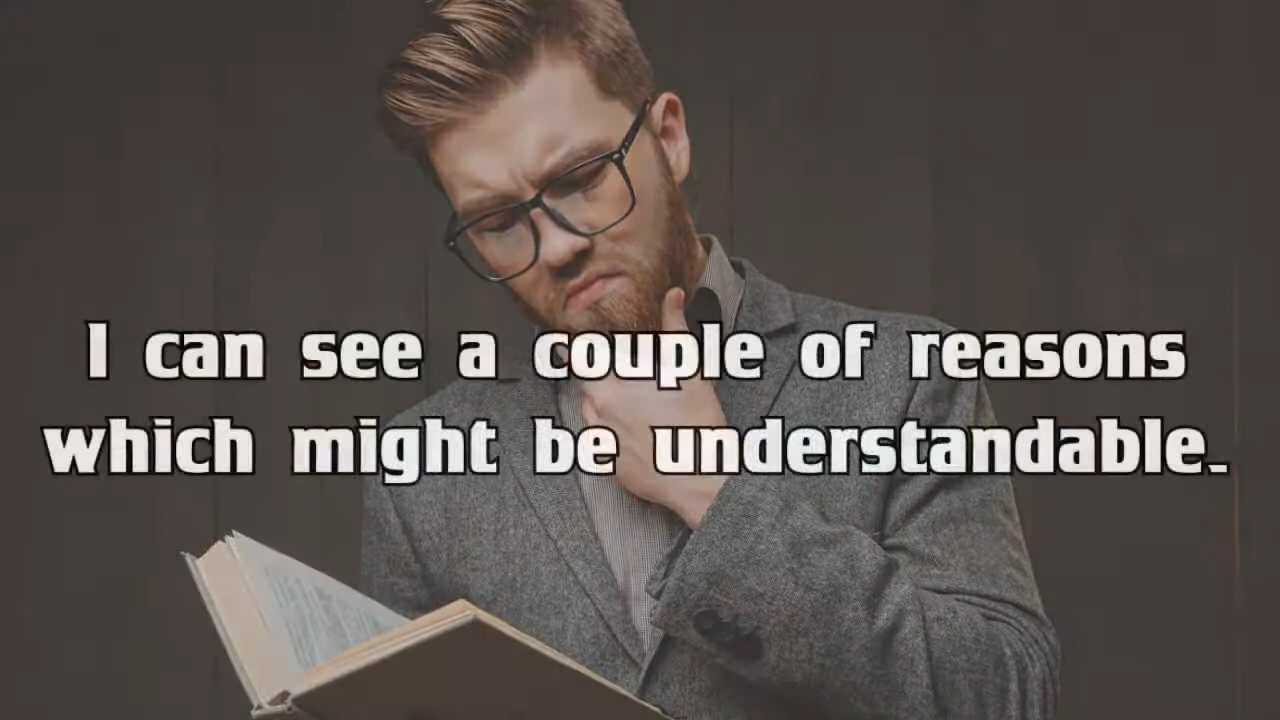 I can see a couple of reasons
which might be understandable.